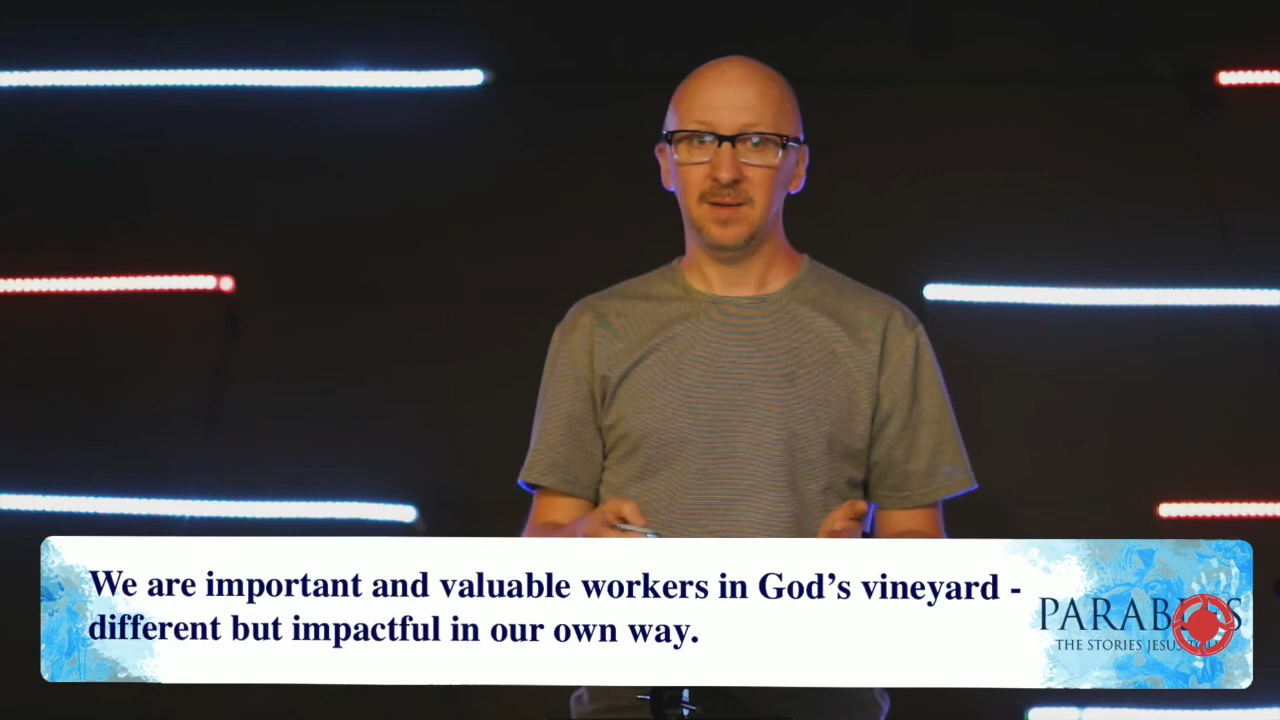 We are important and valuable workers in God’s vineyard -
different but impactful in our own way.
THE STORIES JESUS